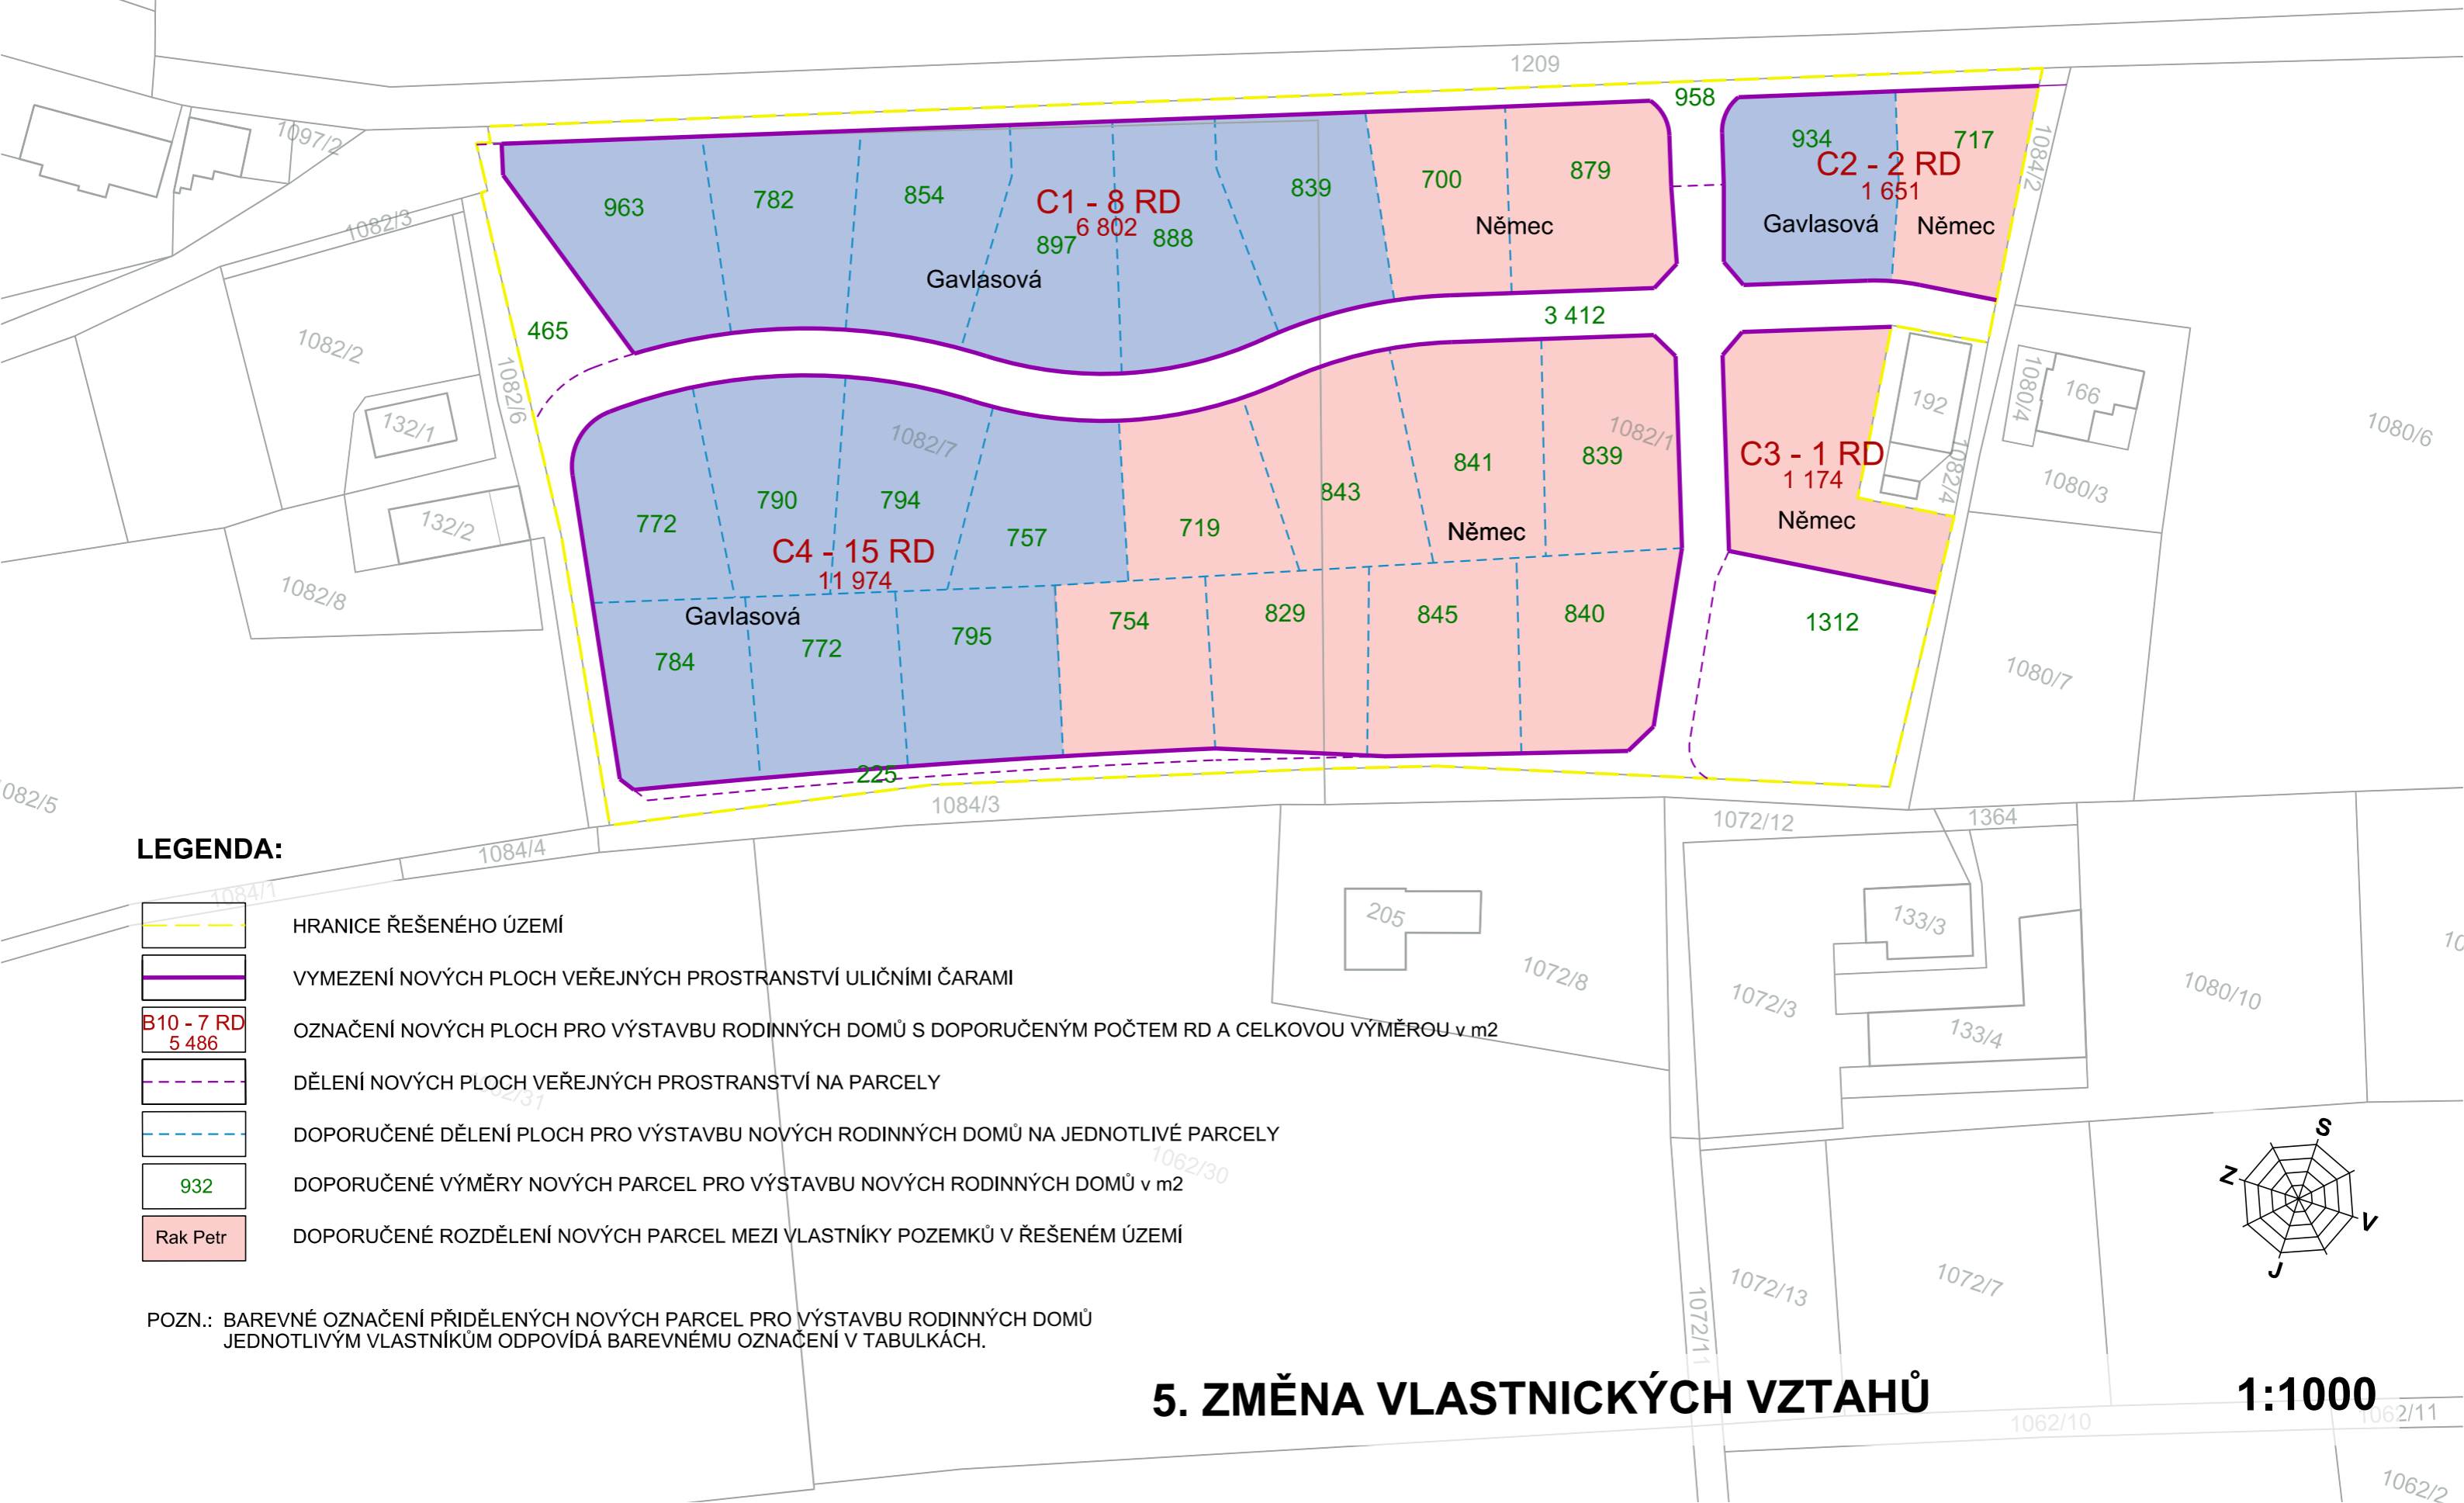 1209
958
1097/2
934
717
1084/2
C2 - 2 RD
1 651
Gavlasová
Němec
963
782
854
C1 - 8 RD
6 802
897
888
839
700
879
Němec
Gavlasová
1082/3
465
3 412
1082/2
1082/6
132/1
1082/7
1082/1
192
1080/4
166
1080/6
841
839
C3 - 1 RD
1 174
Němec
1082/4
1080/3
772
790
794
757
719
843
Němec
C4 - 15 RD
11 974
132/2
1082/8
Gavlasová
784
772
795
754
829
845
840
1312
1080/7
225
082/5
1084/3
1072/12
1364
1084/4
1084/1
LEGENDA:
HRANICE ŘEŠENÉHO ÚZEMÍ
VYMEZENÍ NOVÝCH PLOCH VEŘEJNÝCH PROSTRANSTVÍ ULIČNÍMI ČARAMI
B10 - 7 RD
5 486
OZNAČENÍ NOVÝCH PLOCH PRO VÝSTAVBU RODINNÝCH DOMŮ S DOPORUČENÝM POČTEM RD A CELKOVOU VÝMĚROU v m2
DĚLENÍ NOVÝCH PLOCH VEŘEJNÝCH PROSTRANSTVÍ NA PARCELY
DOPORUČENÉ DĚLENÍ PLOCH PRO VÝSTAVBU NOVÝCH RODINNÝCH DOMŮ NA JEDNOTLIVÉ PARCELY
932
DOPORUČENÉ VÝMĚRY NOVÝCH PARCEL PRO VÝSTAVBU NOVÝCH RODINNÝCH DOMŮ v m2
Rak Petr
DOPORUČENÉ ROZDĚLENÍ NOVÝCH PARCEL MEZI VLASTNÍKY POZEMKŮ V ŘEŠENÉM ÚZEMÍ
POZN.: BAREVNÉ OZNAČENÍ PŘIDĚLENÝCH NOVÝCH PARCEL PRO VÝSTAVBU RODINNÝCH DOMŮ
JEDNOTLIVÝM VLASTNÍKŮM ODPOVÍDÁ BAREVNÉMU OZNAČENÍ V TABULKÁCH.
205
1072/8
1072/3
133/3
133/4
1080/10
10
1062/30
1072/13
1072/7
1072/11
S
Z
V
J
5. ZMĚNA VLASTNICKÝCH VZTAHŮ
1:1000
1062/10
1062/11
1062/2